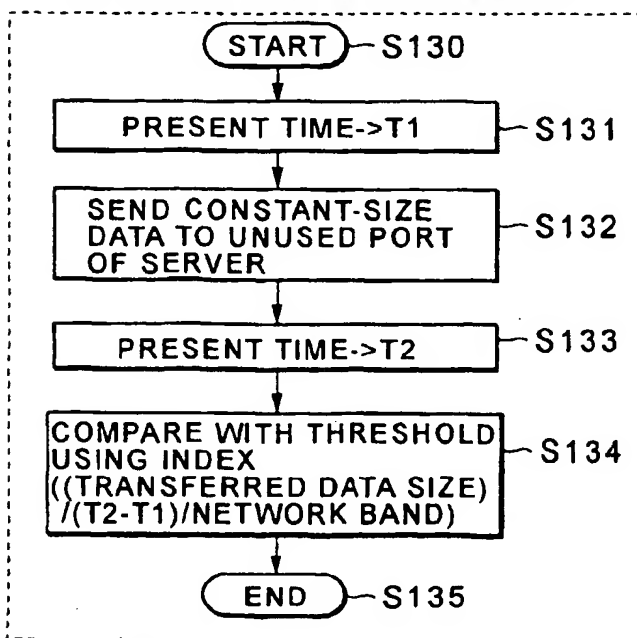 START S130
PRESENT TIME->T1 S131
SEND CONSTANT-SIZE
DATA TO UNUSED PORT S132
OF SERVER
PRESENT TIME->T2 S133
COMPARE WITH THRESHOLD
USING INDEX S134
((TRANSFERRED DATA SIZE)
/(T2-T1)/NETWORK BAND)
END S135